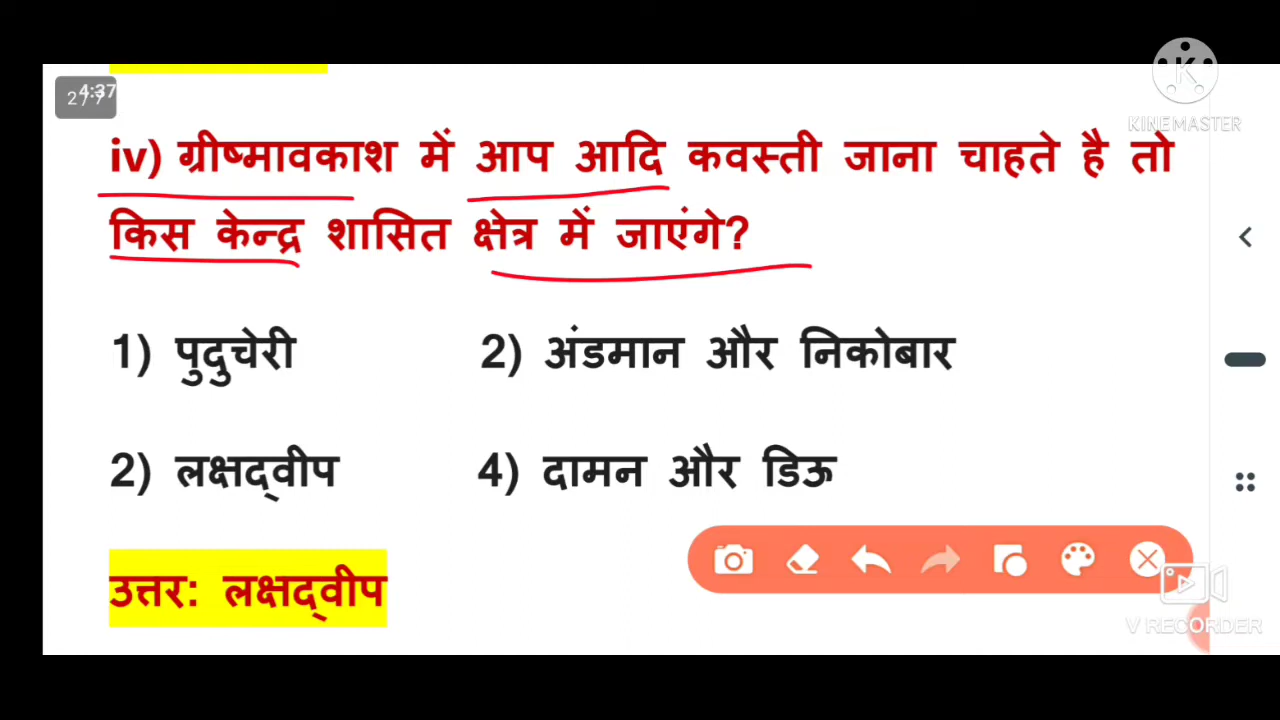 4:37
KINEMASTER
iv) ग्रीष्मावकाश में आप आदि कवस्ती जाना चाहते है तो
किस केन्द्र शासित क्षेत्र में जाएंगे?
1) पुदुचेरी 2) अंडमान और निकोबार
2) लक्षद्वीप 4) दामन और डिऊ
उत्तर: लक्षद्वीप
V RECORDER